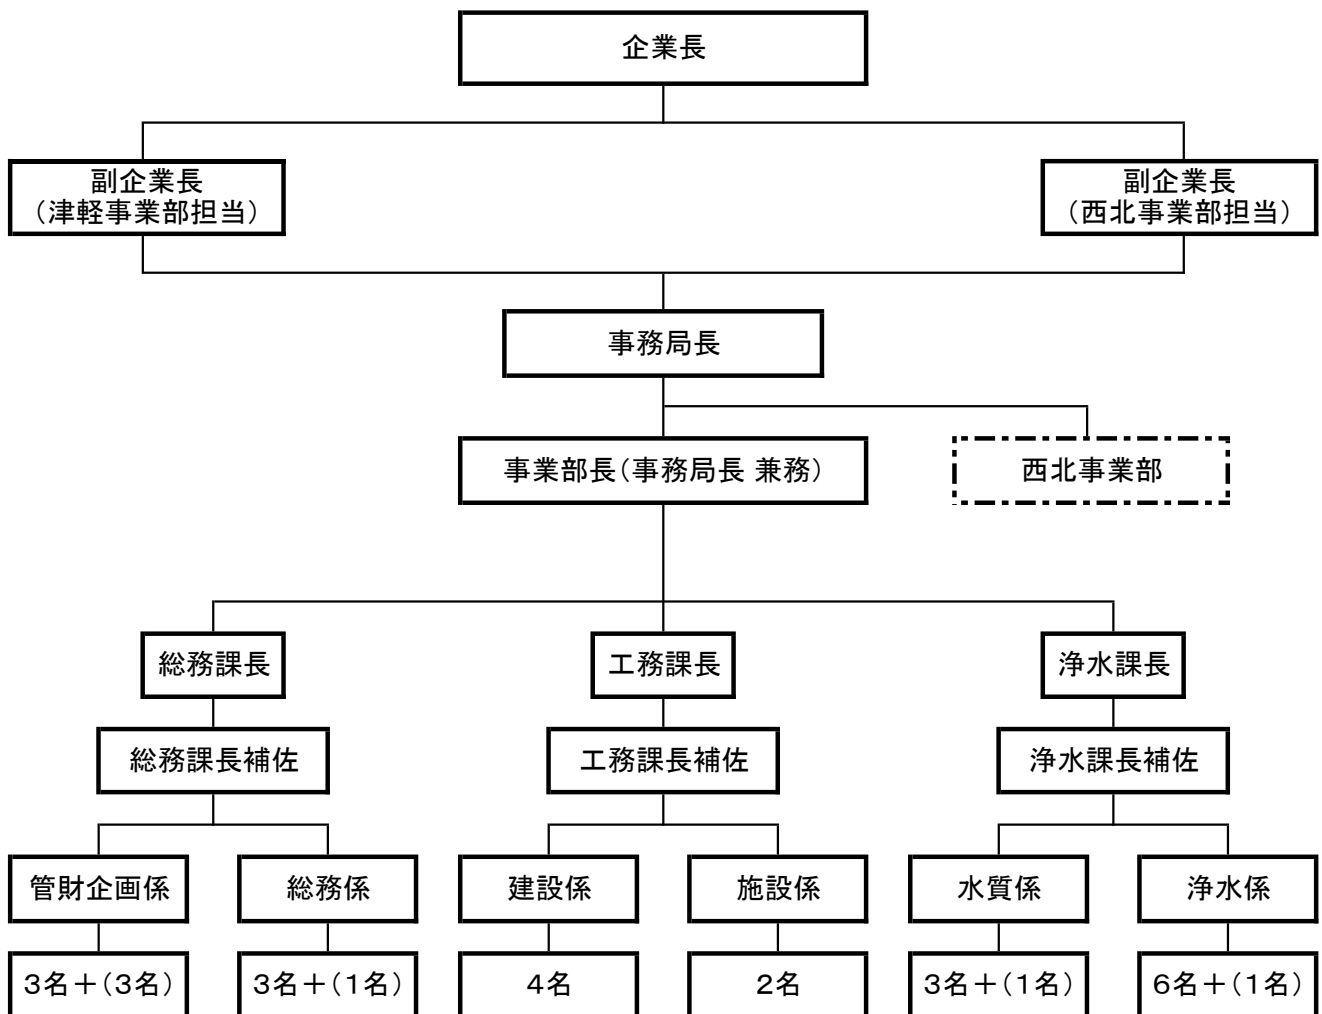 企業長
副企業長
（津軽事業部担当）
副企業長
（西北事業部担当）
事務局長
事業部長（事務局長 兼務）
西北事業部
総務課長
工務課長
浄水課長
総務課長補佐
工務課長補佐
浄水課長補佐
管財企画係
総務係
建設係
施設係
水質係
浄水係
3名＋（3名）
3名＋（1名）
4名
2名
3名＋（1名）
6名＋（1名）